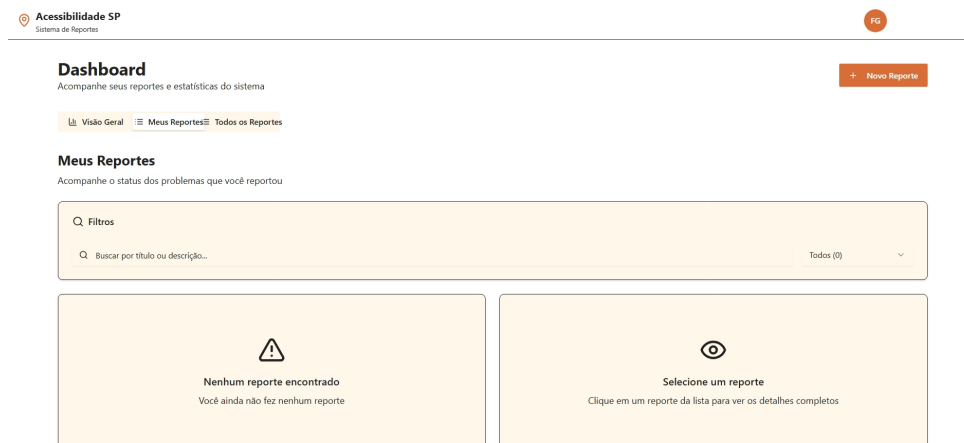 Acessibilidade SP
Sistema de Reportes
FG
Dashboard
Acompanhe seus reportes e estatísticas do sistema
+ Novo Reporte
Visão Geral
Meus Reportes
Todos os Reportes
Meus Reportes
Acompanhe o status dos problemas que você reportou
Filtros
Buscar por título ou descrição...
Todos (0)
Nenhum reporte encontrado
Você ainda não fez nenhum reporte
Selecione um reporte
Clique em um reporte da lista para ver os detalhes completos